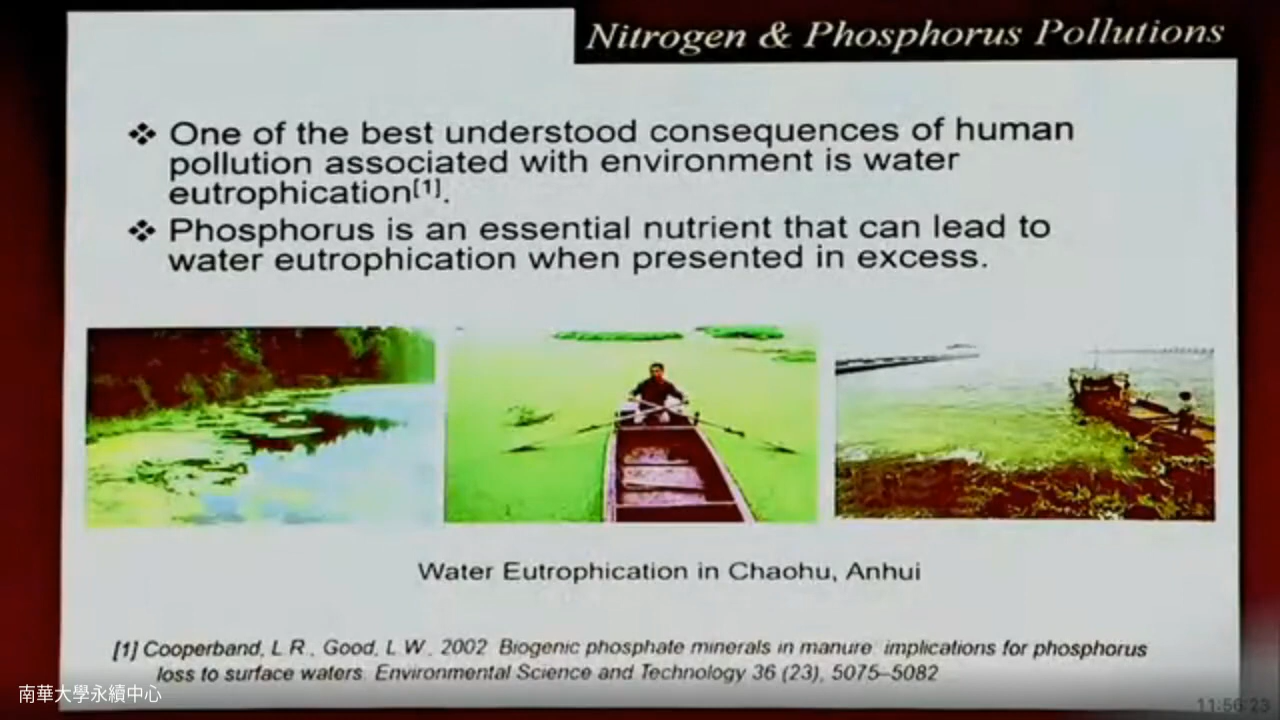 Nitrogen & Phosphorus Pollutions
❖ One of the best understood consequences of human
pollution associated with environment is water
eutrophication[1].
❖ Phosphorus is an essential nutrient that can lead to
water eutrophication when presented in excess.
Water Eutrophication in Chaohu, Anhui
[1] Cooperband, L R., Good, L W., 2002 Biogenic phosphate minerals in manure: implications for phosphorus
loss to surface waters. Environmental Science and Technology 36 (23), 5075–5082
南華大學永續中心
11:56:23